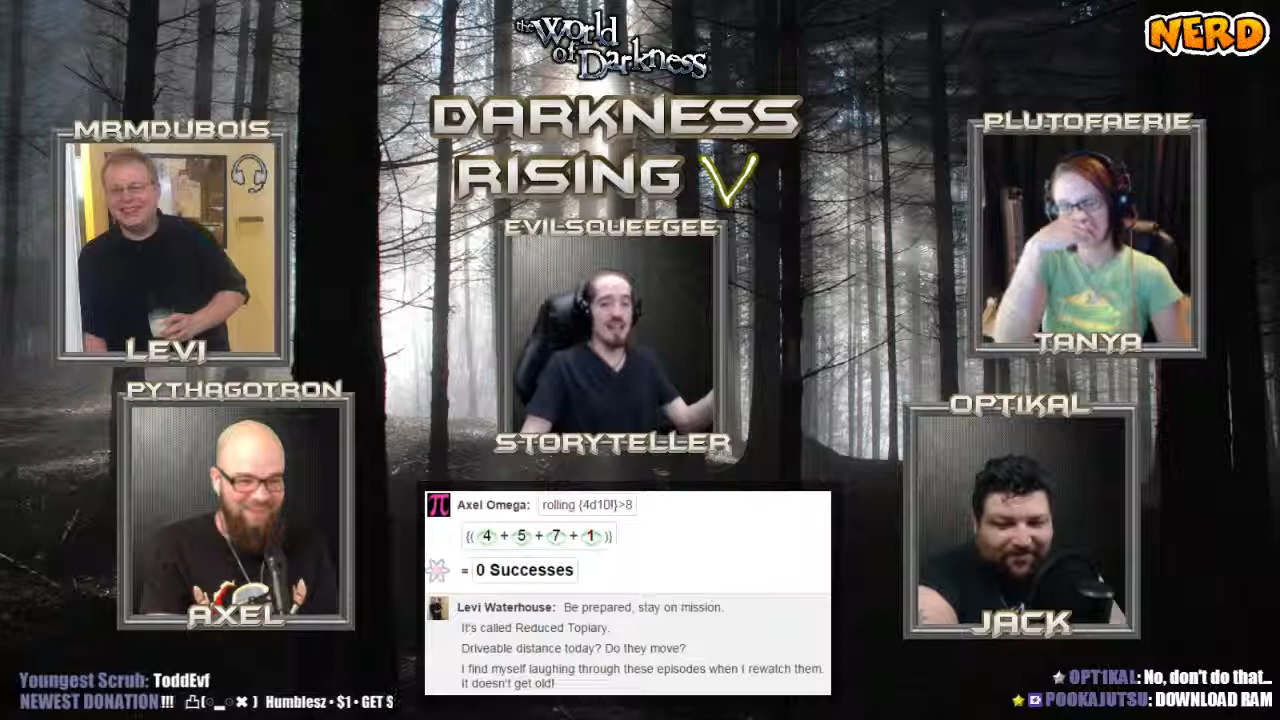 the World
of Darkness
NERD
DARKNESS
RISING V
MRMDUBOIS
LEVI
EVILSQUEEGEE
STORYTELLER
PLUTOFAERIE
TANYA
PYTHAGOTRON
AXEL
OPTIKAL
JACK
π Axel Omega: rolling {4d10!}>8
{( 4 + 5 + 7 + 1 )}
= 0 Successes
Levi Waterhouse: Be prepared, stay on mission.
It's called Reduced Topiary.
Driveable distance today? Do they move?
I find myself laughing through these episodes when I rewatch them.
It doesn't get old!
Youngest Scrub: ToddEvf
NEWEST DONATION!!! Humblesz • $1 • GET $
OPT1KAL: No, don't do that...
POOKAJUTSU: DOWNLOAD RAM